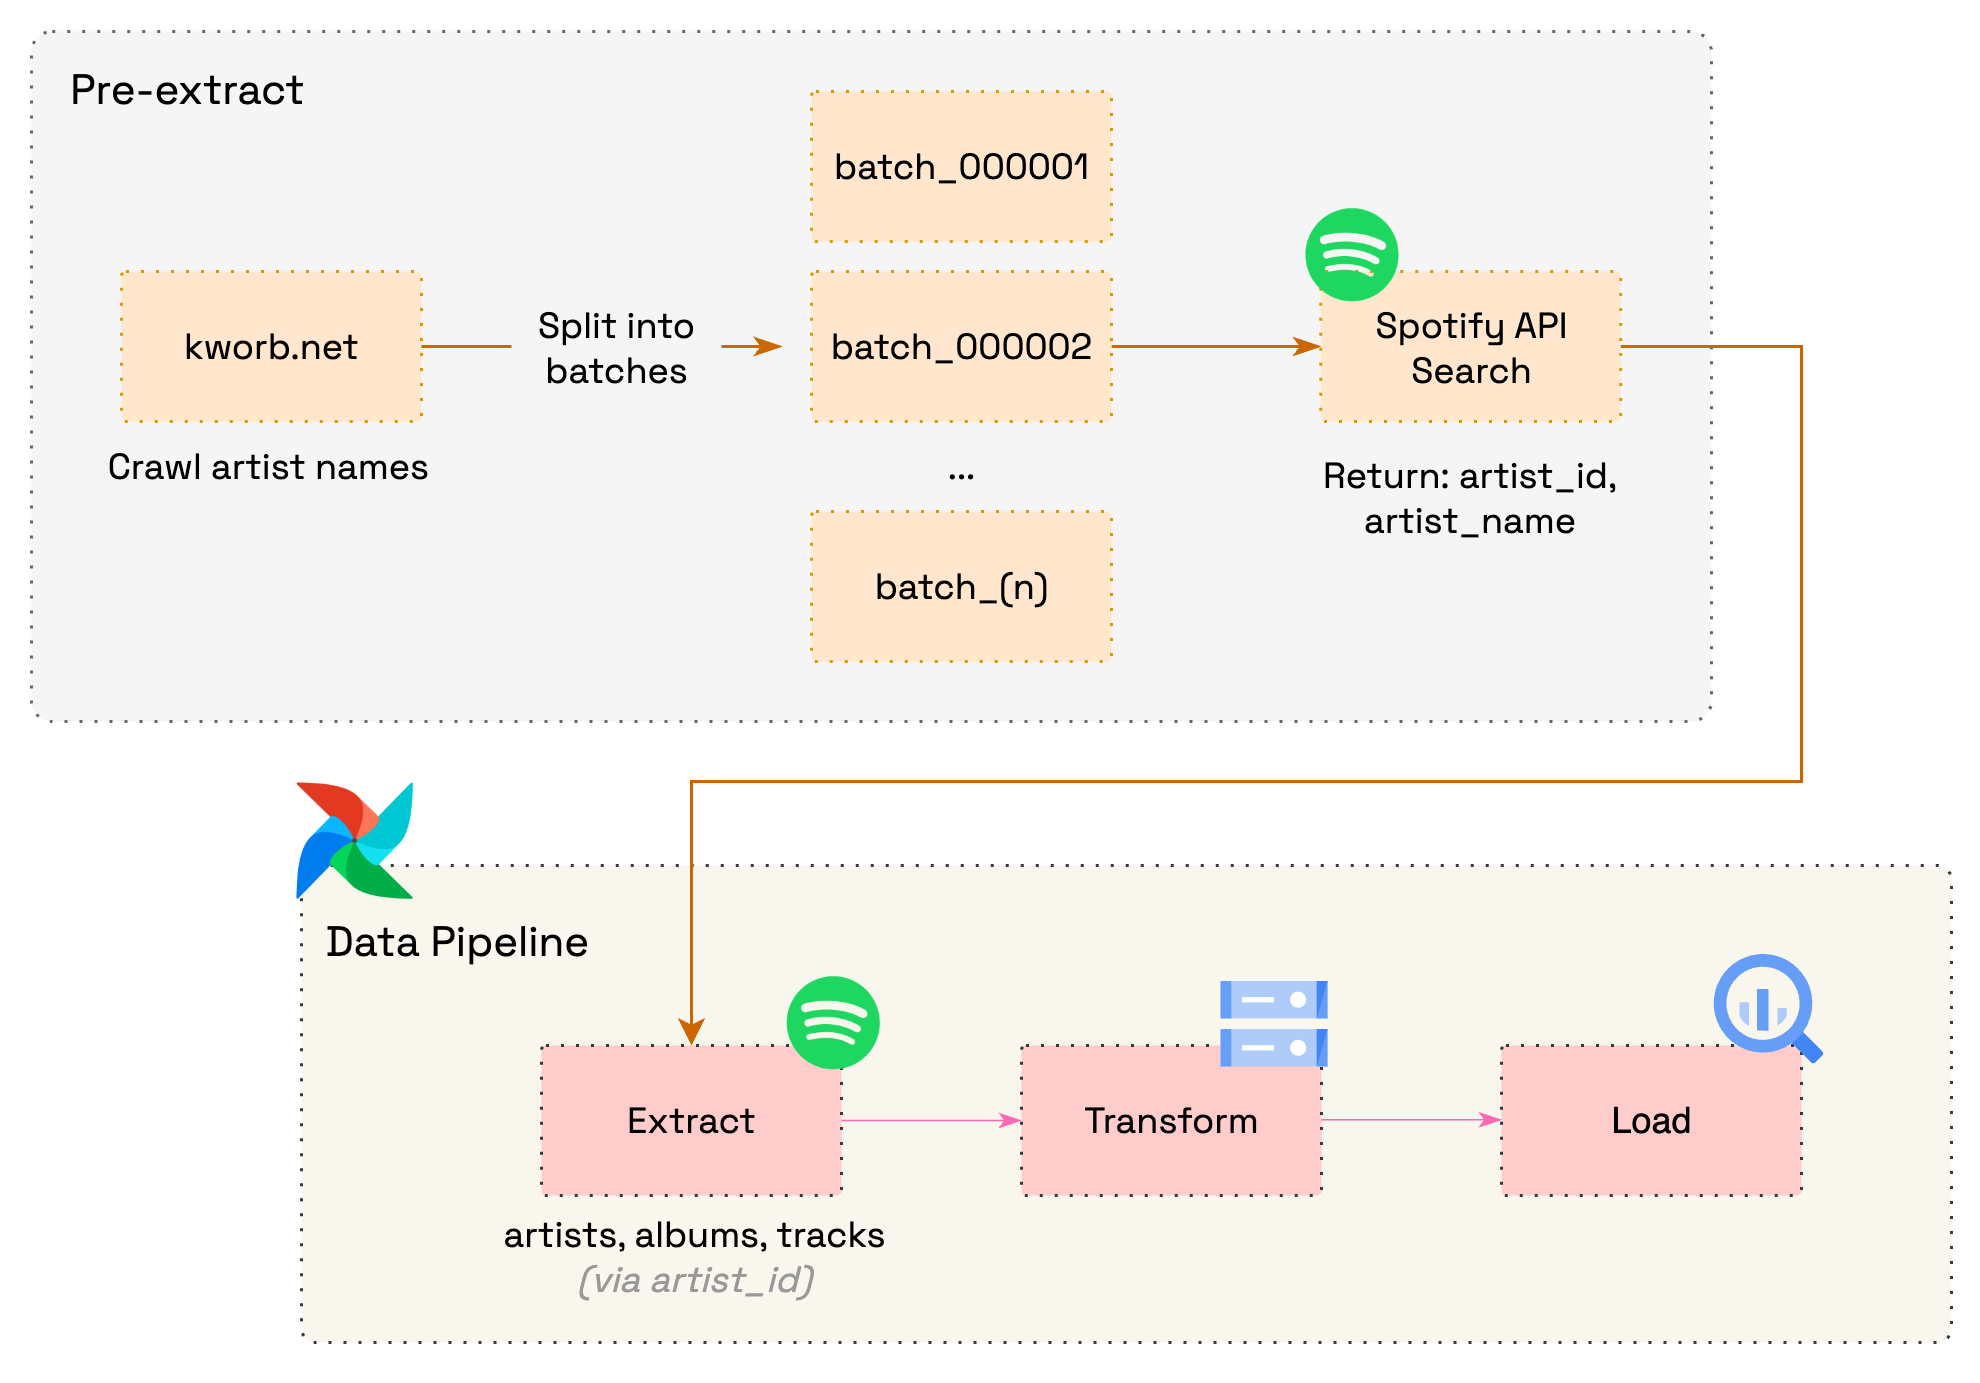 Pre-extract
kworb.net
Crawl artist names
Split into
batches
batch_000001
batch_000002
...
batch_(n)
Spotify API
Search
Return: artist_id,
artist_name
Data Pipeline
Extract
artists, albums, tracks
(via artist_id)
Transform
Load